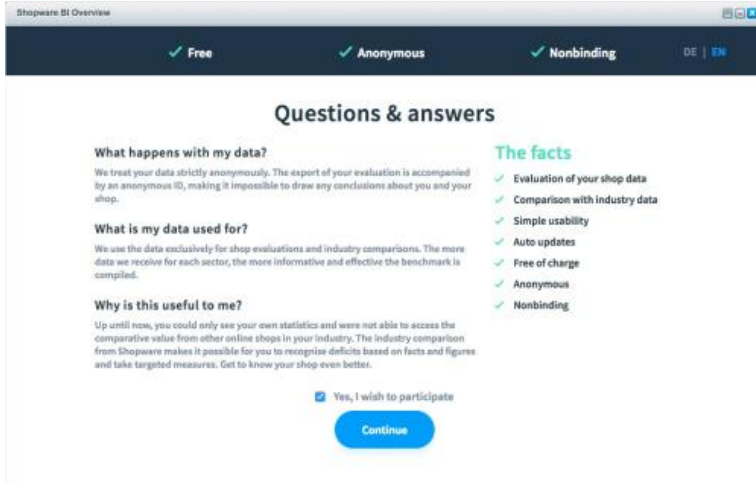 Shopware BI Overview
Free
Anonymous
Nonbinding
DE | EN
Questions & answers
What happens with my data?
We treat your data strictly anonymously. The export of your evaluation is accompanied
by an anonymous ID, making it impossible to draw any conclusions about you and your
shop.
What is my data used for?
We use the data exclusively for shop evaluations and industry comparisons. The more
data we receive for each sector, the more informative and effective the benchmark is
compiled.
Why is this useful to me?
Up until now, you could only see your own statistics and were not able to access the
comparative value from other online shops in your industry. The industry comparison
from Shopware makes it possible for you to recognise deficits based on facts and figures
and take targeted measures. Get to know your shop even better.
The facts
Evaluation of your shop data
Comparison with industry data
Simple usability
Auto updates
Free of charge
Anonymous
Nonbinding
Yes, I wish to participate
Continue